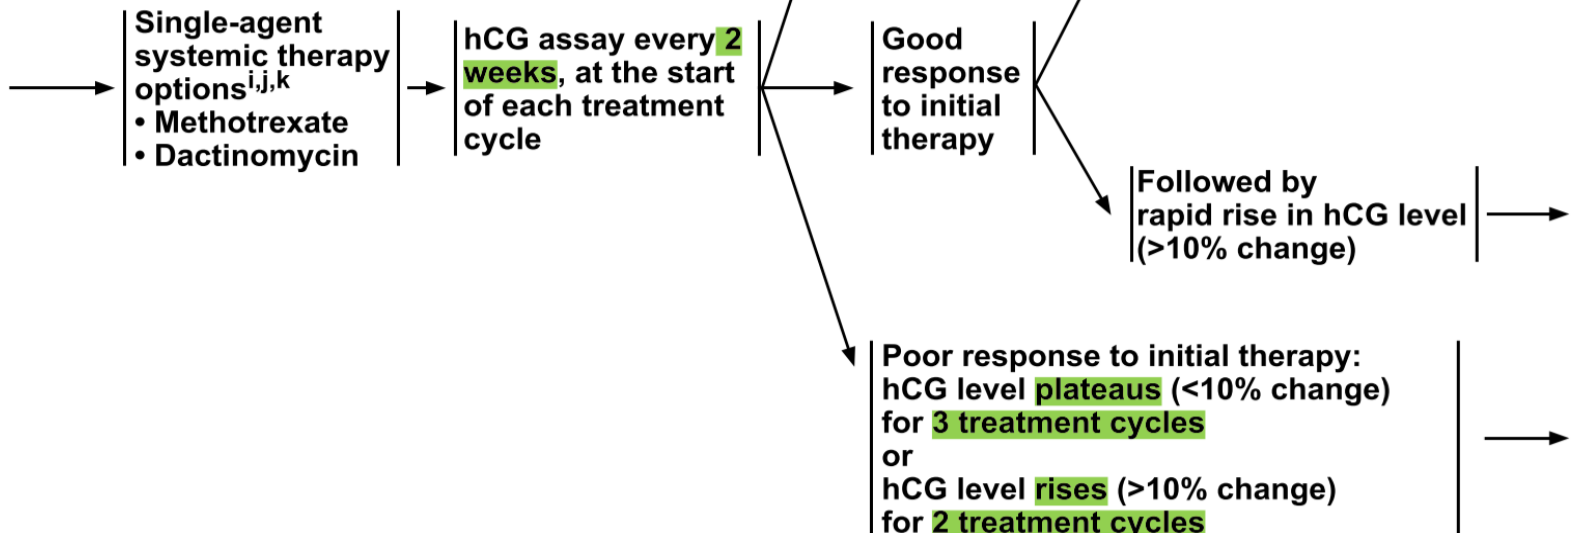 Single-agent
systemic therapy
options^i,j,k
• Methotrexate
• Dactinomycin
hCG assay every 2
weeks, at the start
of each treatment
cycle
Good
response
to initial
therapy
Followed by
rapid rise in hCG level
(>10% change)
Poor response to initial therapy:
hCG level plateaus (<10% change)
for 3 treatment cycles
or
hCG level rises (>10% change)
for 2 treatment cycles